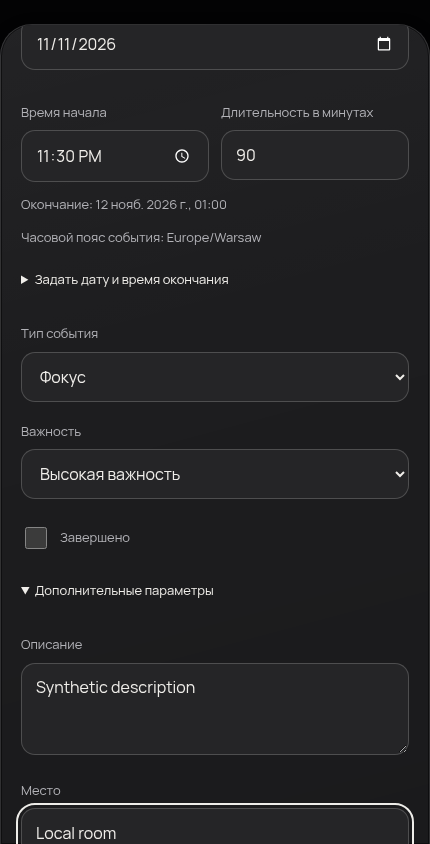 11/11/2026
Время начала
Длительность в минутах
11:30 PM
90
Окончание: 12 нояб. 2026 г., 01:00
Часовой пояс события: Europe/Warsaw
Задать дату и время окончания
Тип события
Фокус
Важность
Высокая важность
Завершено
Дополнительные параметры
Описание
Synthetic description
Место
Local room